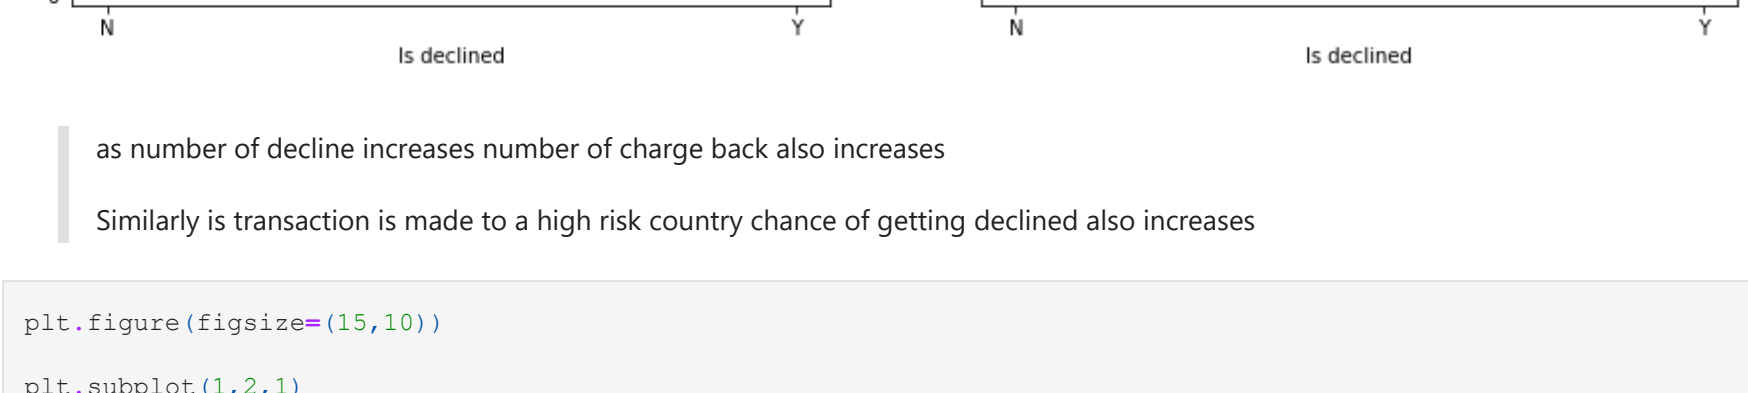 N Y N Y
Is declined Is declined
as number of decline increases number of charge back also increases
Similarly is transaction is made to a high risk country chance of getting declined also increases
plt.figure(figsize=(15,10))
plt.subplot(1,2,1)